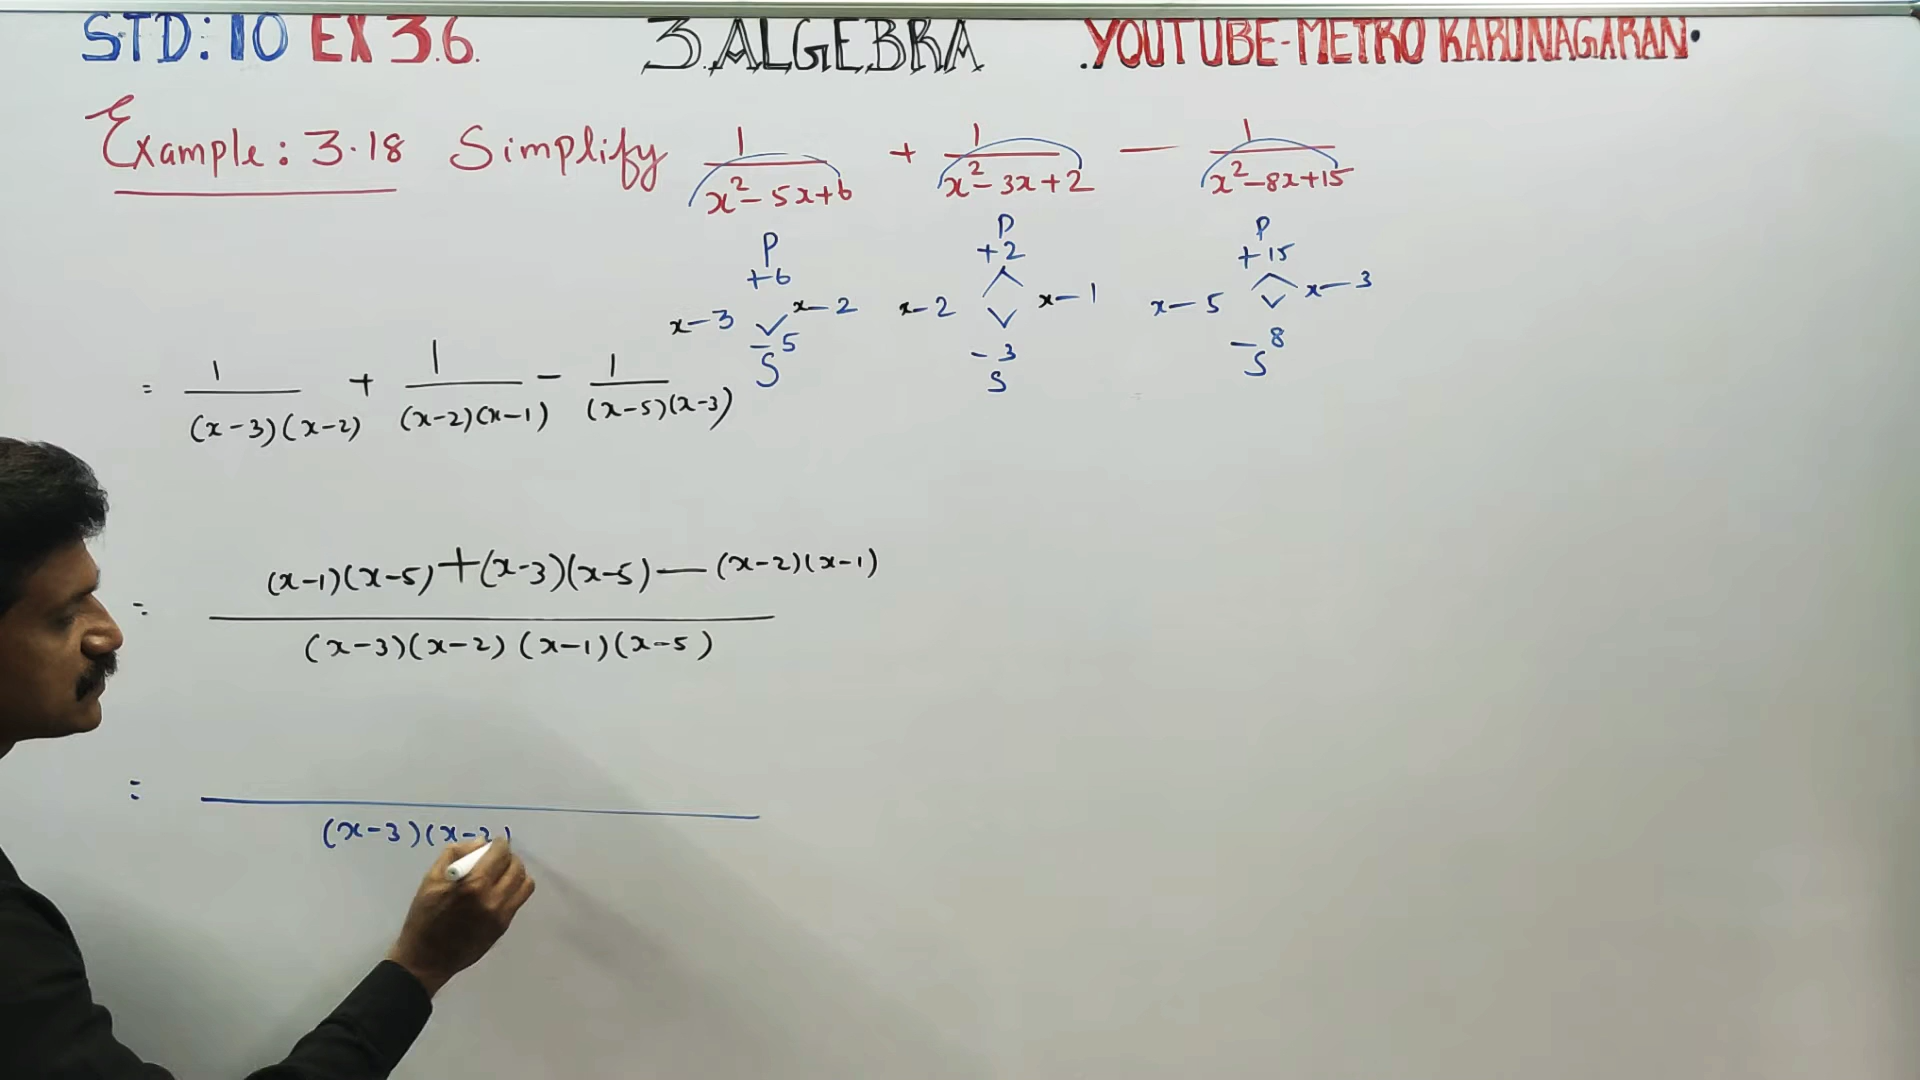 STD: 10 EX 3.6. 3. ALGEBRA .YOUTUBE-METRO KARUNAGARAN.
Example: 3.18 Simplify 1/(x²-5x+6) + 1/(x²-3x+2) - 1/(x²-8x+15)
P P P
+6 +2 +15
x-3 x-2 x-2 x-1 x-5 x-3
-5 -3 -8
S S S
= 1/((x-3)(x-2)) + 1/((x-2)(x-1)) - 1/((x-5)(x-3))
= (x-1)(x-5)+(x-3)(x-5)-(x-2)(x-1)
(x-3)(x-2)(x-1)(x-5)
=
(x-3)(x-2)